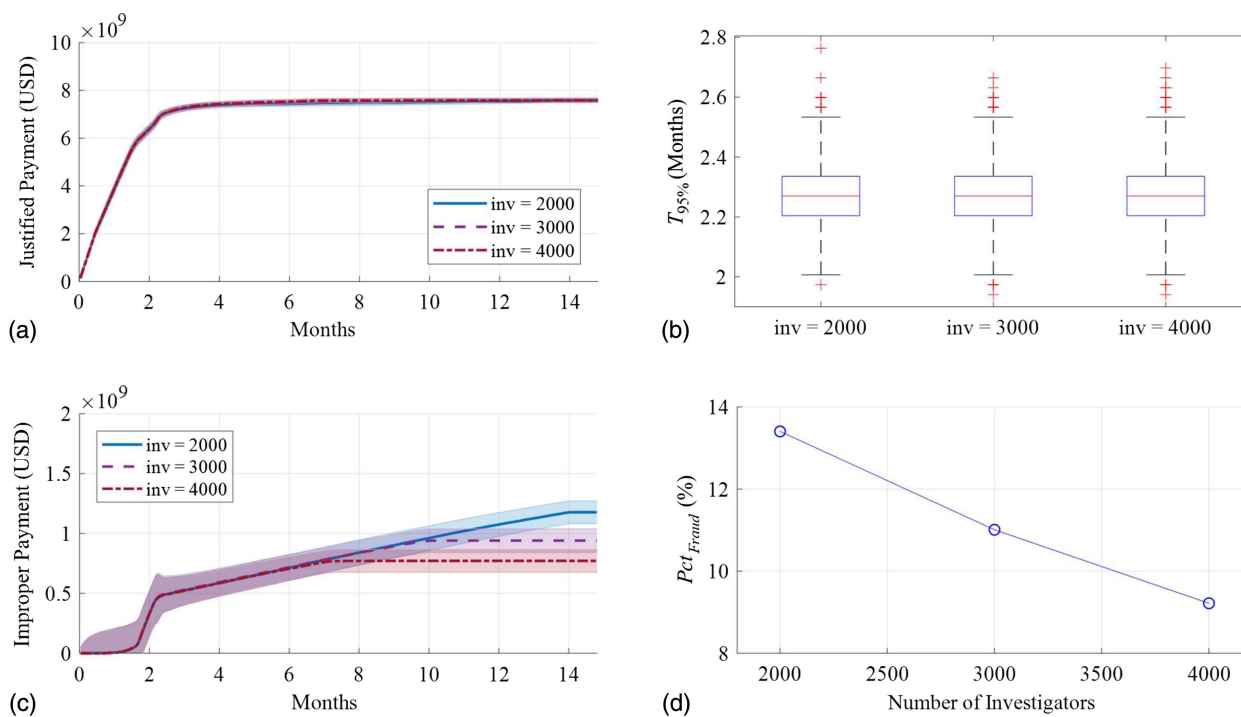 ×10⁹
10
8
6
4
2
0
Justified Payment (USD)
inv = 2000
inv = 3000
inv = 4000
0 2 4 6 8 10 12 14
Months
(a)
2.8
2.6
2.4
2.2
2
T95% (Months)
inv = 2000 inv = 3000 inv = 4000
(b)
×10⁹
2
1.5
1
0.5
0
Improper Payment (USD)
inv = 2000
inv = 3000
inv = 4000
0 2 4 6 8 10 12 14
Months
(c)
14
12
10
8
PctFraud (%)
2000 2500 3000 3500 4000
Number of Investigators
(d)